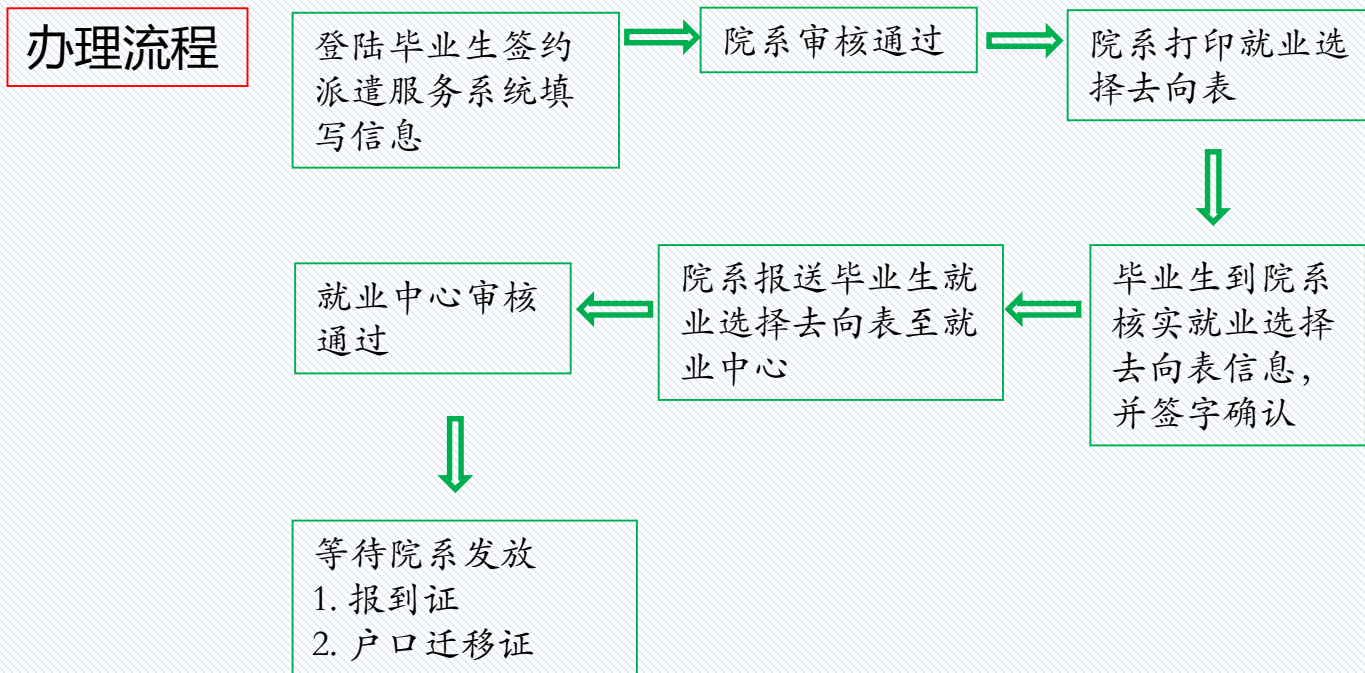 办理流程
登陆毕业生签约
派遣服务系统填
写信息
院系审核通过
院系打印就业选
择去向表
毕业生到院系
核实就业选择
去向表信息，
并签字确认
院系报送毕业生就
业选择去向表至就
业中心
就业中心审核
通过
等待院系发放
1. 报到证
2. 户口迁移证